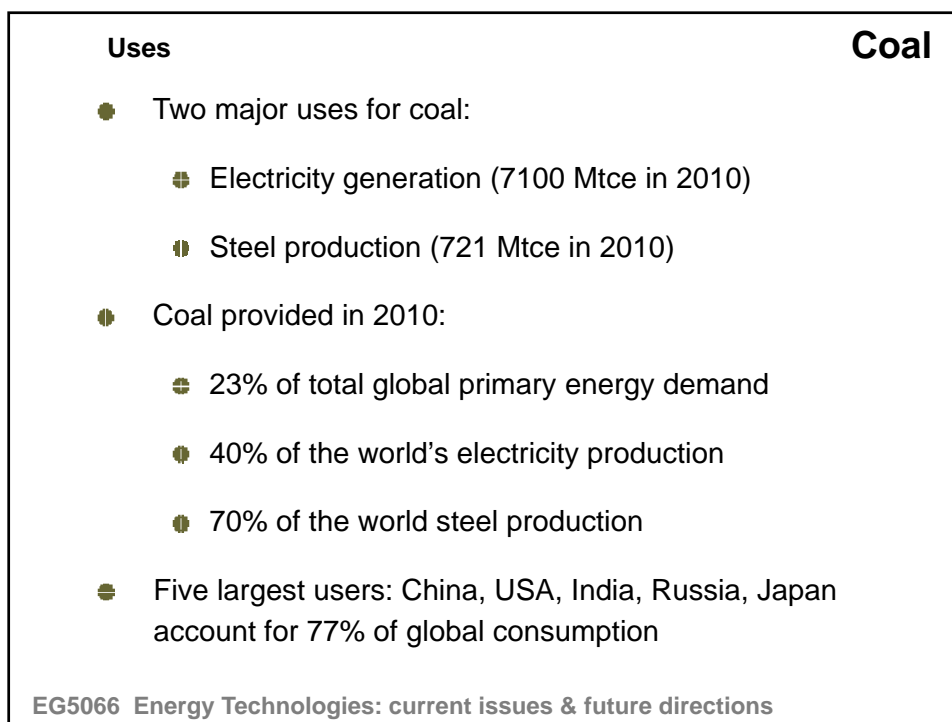 Uses
Coal
Two major uses for coal:
Electricity generation (7100 Mtce in 2010)
Steel production (721 Mtce in 2010)
Coal provided in 2010:
23% of total global primary energy demand
40% of the world's electricity production
70% of the world steel production
Five largest users: China, USA, India, Russia, Japan
account for 77% of global consumption
EG5066 Energy Technologies: current issues & future directions